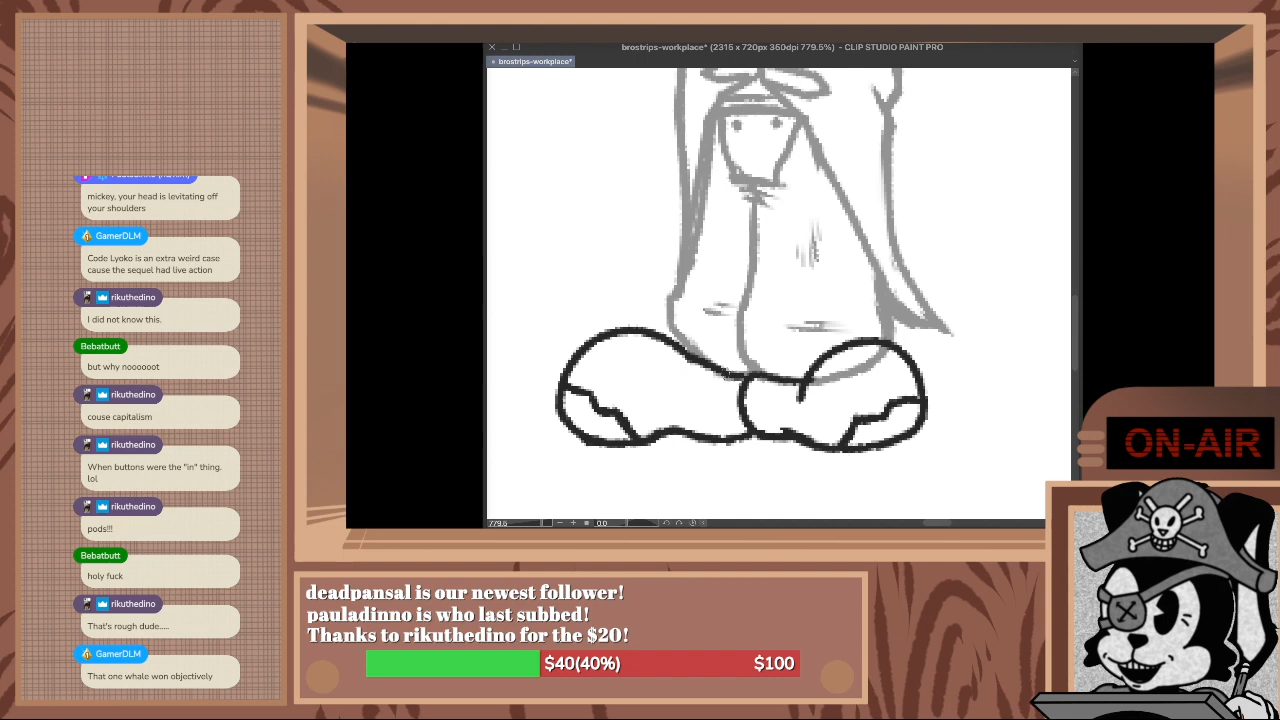 mickey, your head is levitating off
your shoulders
GamerDLM
Code Lyoko is an extra weird case
cause the sequel had live action
rikuthedino
I did not know this.
Bebatbutt
but why noooooot
rikuthedino
couse capitalism
rikuthedino
When buttons were the "in" thing.
lol
rikuthedino
pods!!!
Bebatbutt
holy fuck
rikuthedino
That's rough dude.....
GamerDLM
That one whale won objectively
brostrips-workplace* (2315 x 720px 350dpi 779.5%) - CLIP STUDIO PAINT PRO
brostrips-workplace*
779.5
0.0
ON-AIR
deadpansal is our newest follower!
pauladinno is who last subbed!
Thanks to rikuthedino for the $20!
$40(40%) $100